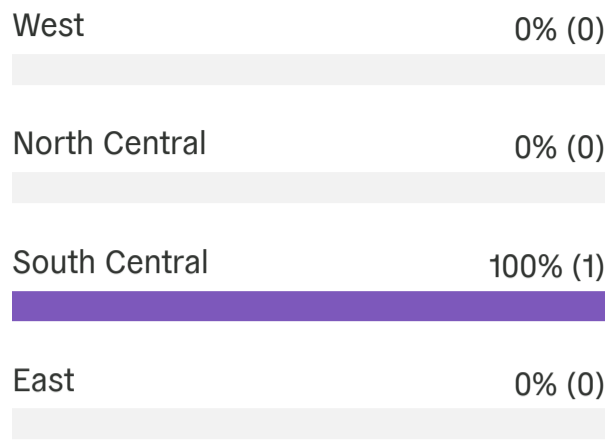 West 0% (0)
North Central 0% (0)
South Central 100% (1)
East 0% (0)